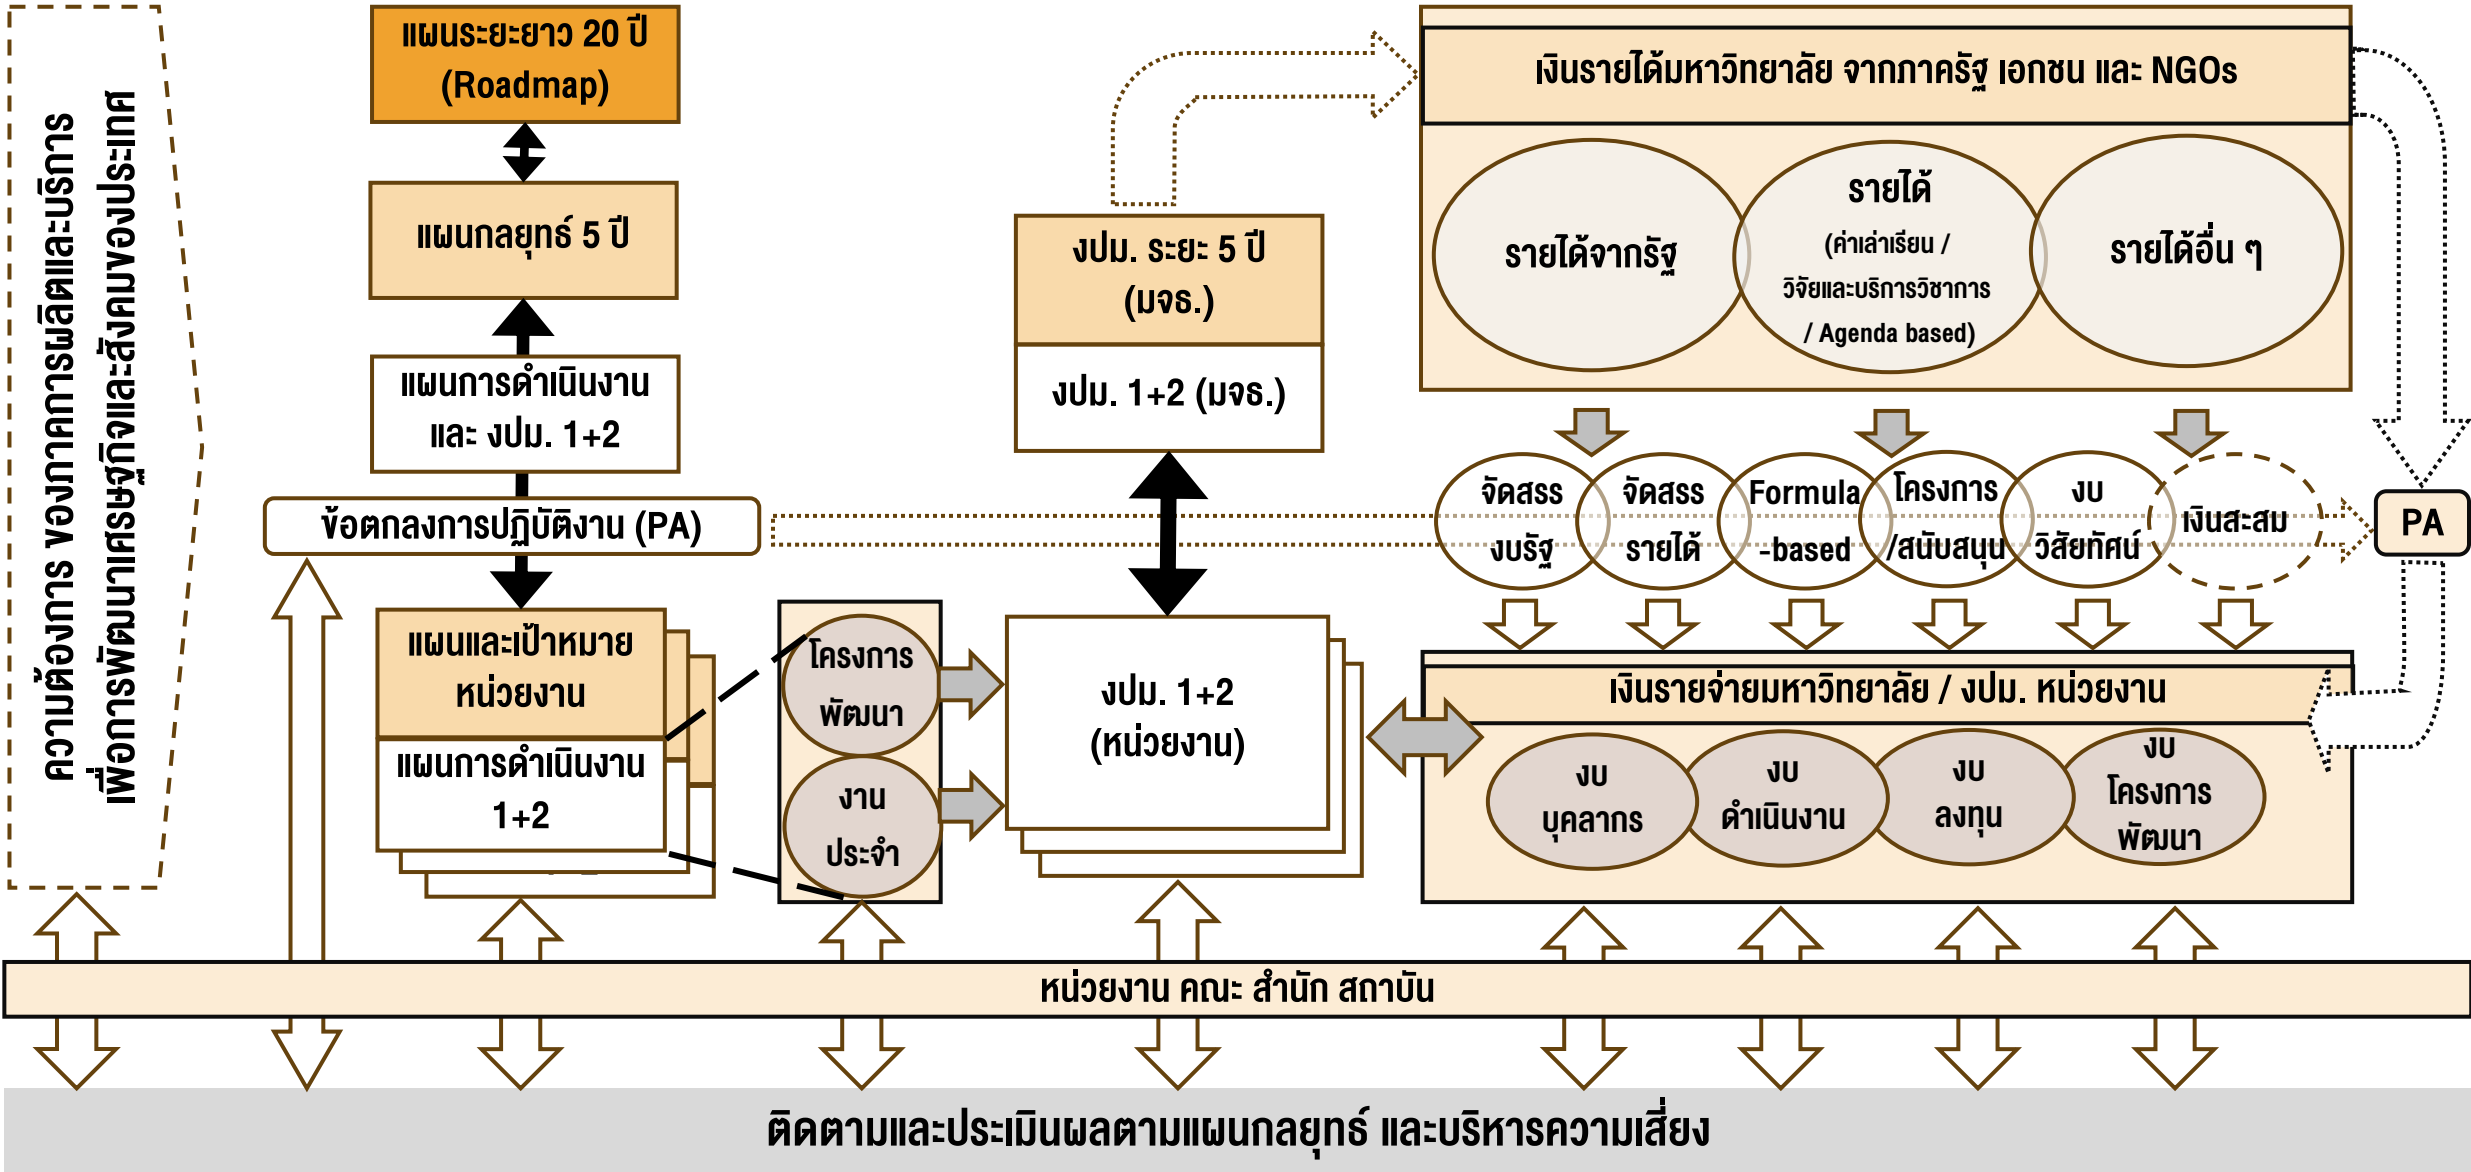 ความต้องการ ของภาคการผลิตและบริการ
เพื่อการพัฒนาเศรษฐกิจและสังคมของประเทศ
แผนระยะยาว 20 ปี
(Roadmap)
แผนกลยุทธ์ 5 ปี
แผนการดำเนินงาน
และ งปม. 1+2
ข้อตกลงการปฏิบัติงาน (PA)
แผนและเป้าหมาย
หน่วยงาน
แผนการดำเนินงาน
1+2
โครงการ
พัฒนา
งาน
ประจำ
งปม. ระยะ 5 ปี
(มจธ.)
งปม. 1+2 (มจธ.)
งปม. 1+2
(หน่วยงาน)
เงินรายได้มหาวิทยาลัย จากภาครัฐ เอกชน และ NGOs
รายได้จากรัฐ
รายได้
(ค่าเล่าเรียน /
วิจัยและบริการวิชาการ
/ Agenda based)
รายได้อื่น ๆ
จัดสรร
งบรัฐ
จัดสรร
รายได้
Formula
-based
โครงการ
/สนับสนุน
งบ
วิสัยทัศน์
เงินสะสม
PA
เงินรายจ่ายมหาวิทยาลัย / งปม. หน่วยงาน
งบ
บุคลากร
งบ
ดำเนินงาน
งบ
ลงทุน
งบ
โครงการ
พัฒนา
หน่วยงาน คณะ สำนัก สถาบัน
ติดตามและประเมินผลตามแผนกลยุทธ์ และบริหารความเสี่ยง